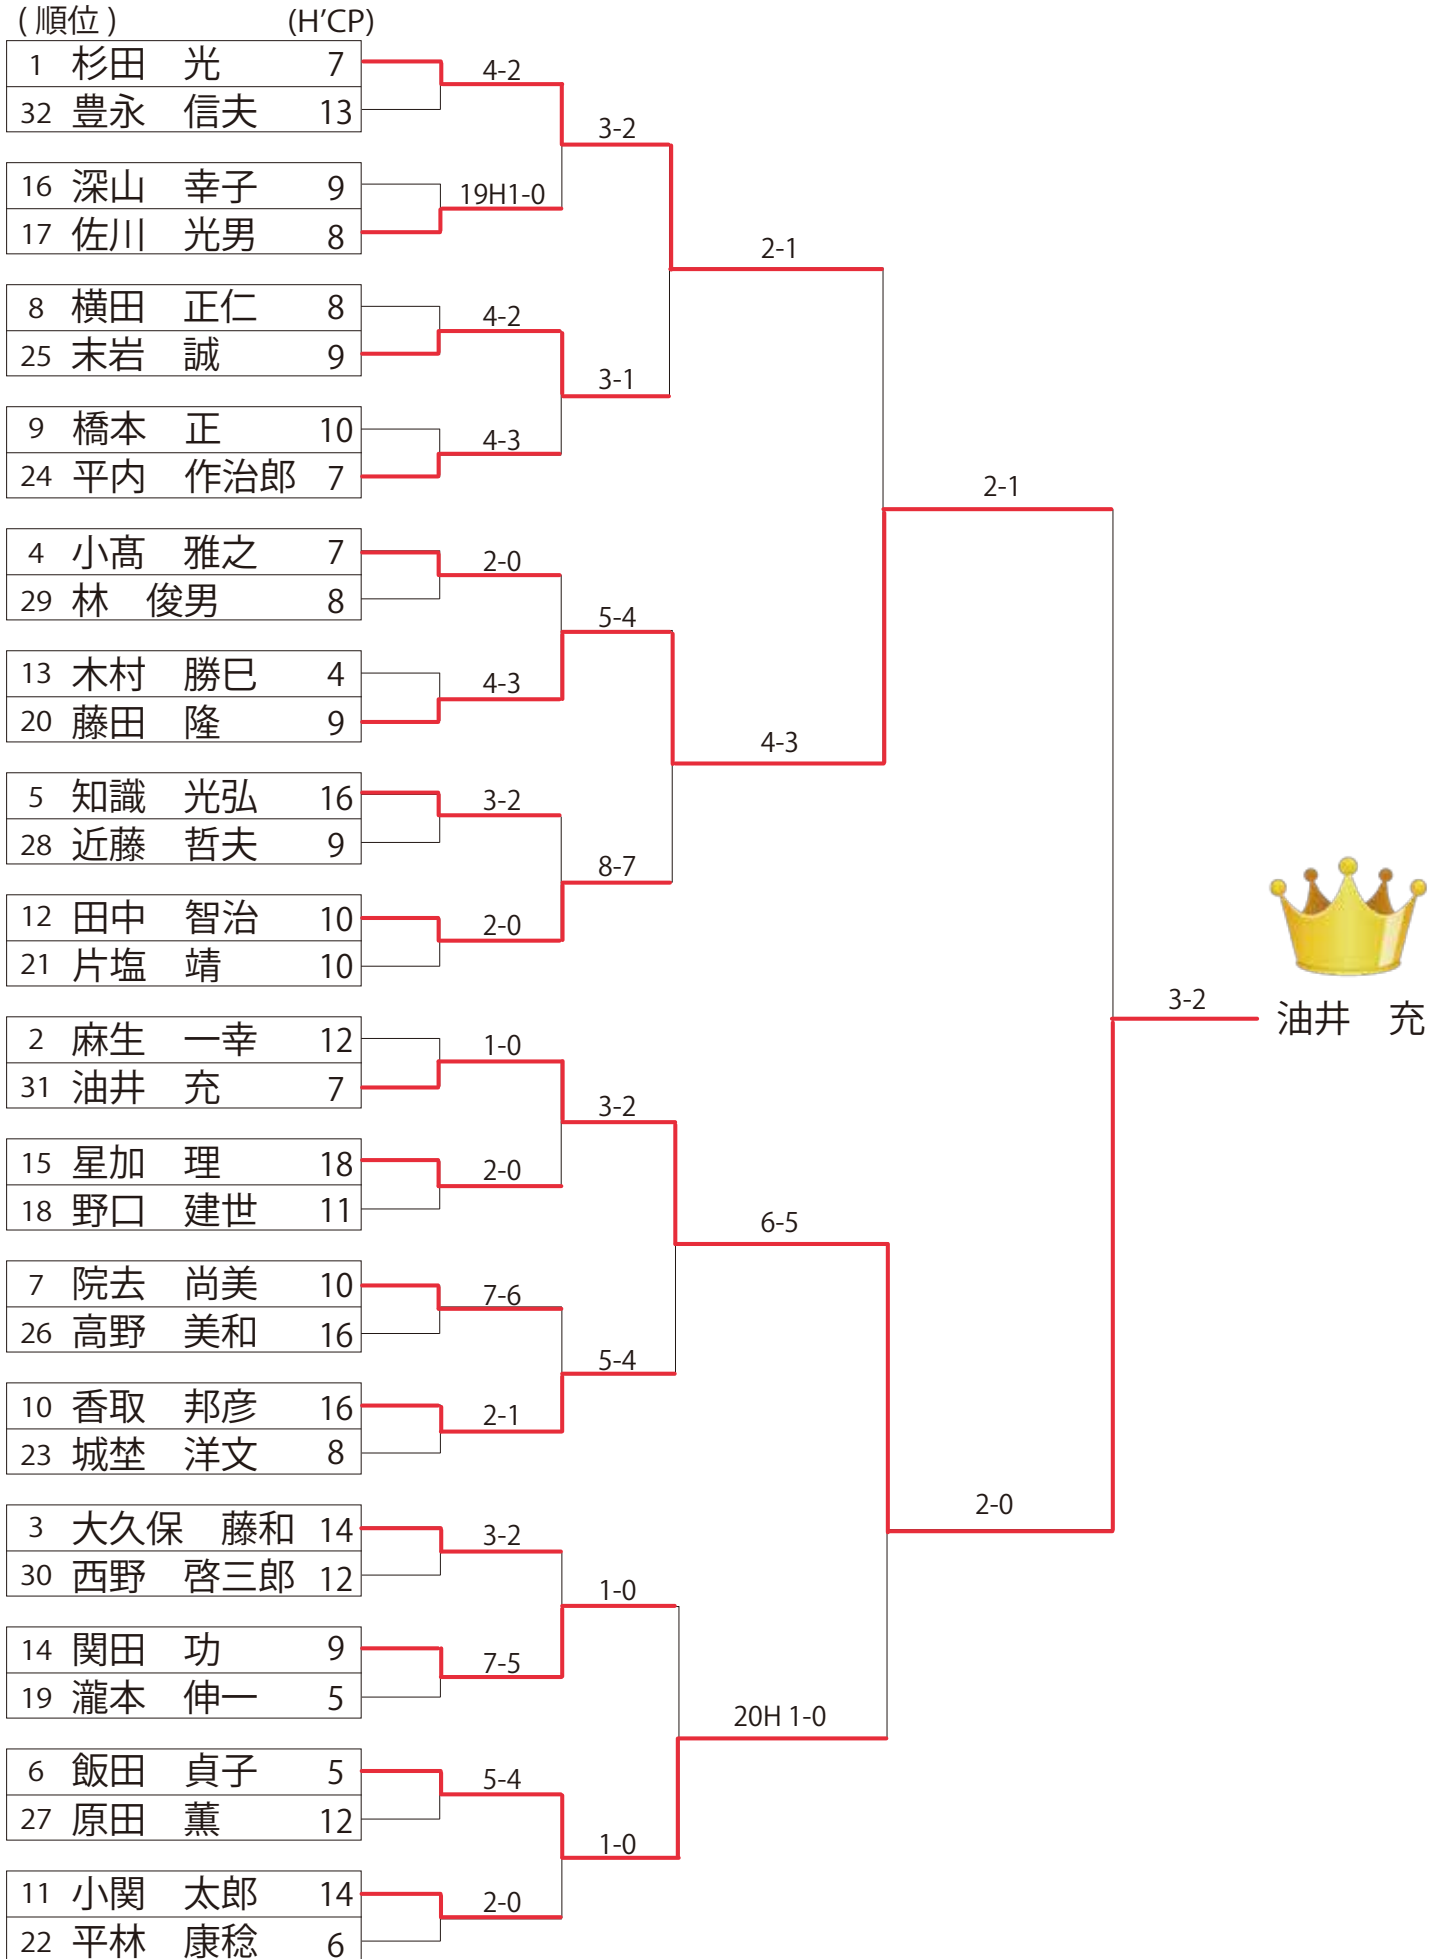 (順位) (H'CP)
1 杉田 光 7
32 豊永 信夫 13
4-2
3-2
16 深山 幸子 9
17 佐川 光男 8
19H1-0
2-1
8 横田 正仁 8
25 末岩 誠 9
4-2
3-1
9 橋本 正 10
24 平内 作治郎 7
4-3
2-1
4 小髙 雅之 7
29 林 俊男 8
2-0
5-4
13 木村 勝巳 4
20 藤田 隆 9
4-3
4-3
5 知識 光弘 16
28 近藤 哲夫 9
3-2
8-7
12 田中 智治 10
21 片塩 靖 10
2-0
3-2
油井 充
2 麻生 一幸 12
31 油井 充 7
1-0
3-2
15 星加 理 18
18 野口 建世 11
2-0
6-5
7 院去 尚美 10
26 高野 美和 16
7-6
5-4
10 香取 邦彦 16
23 城埜 洋文 8
2-1
2-0
3 大久保 藤和 14
30 西野 啓三郎 12
3-2
1-0
14 関田 功 9
19 瀧本 伸一 5
7-5
20H 1-0
6 飯田 貞子 5
27 原田 薫 12
5-4
1-0
11 小関 太郎 14
22 平林 康稔 6
2-0